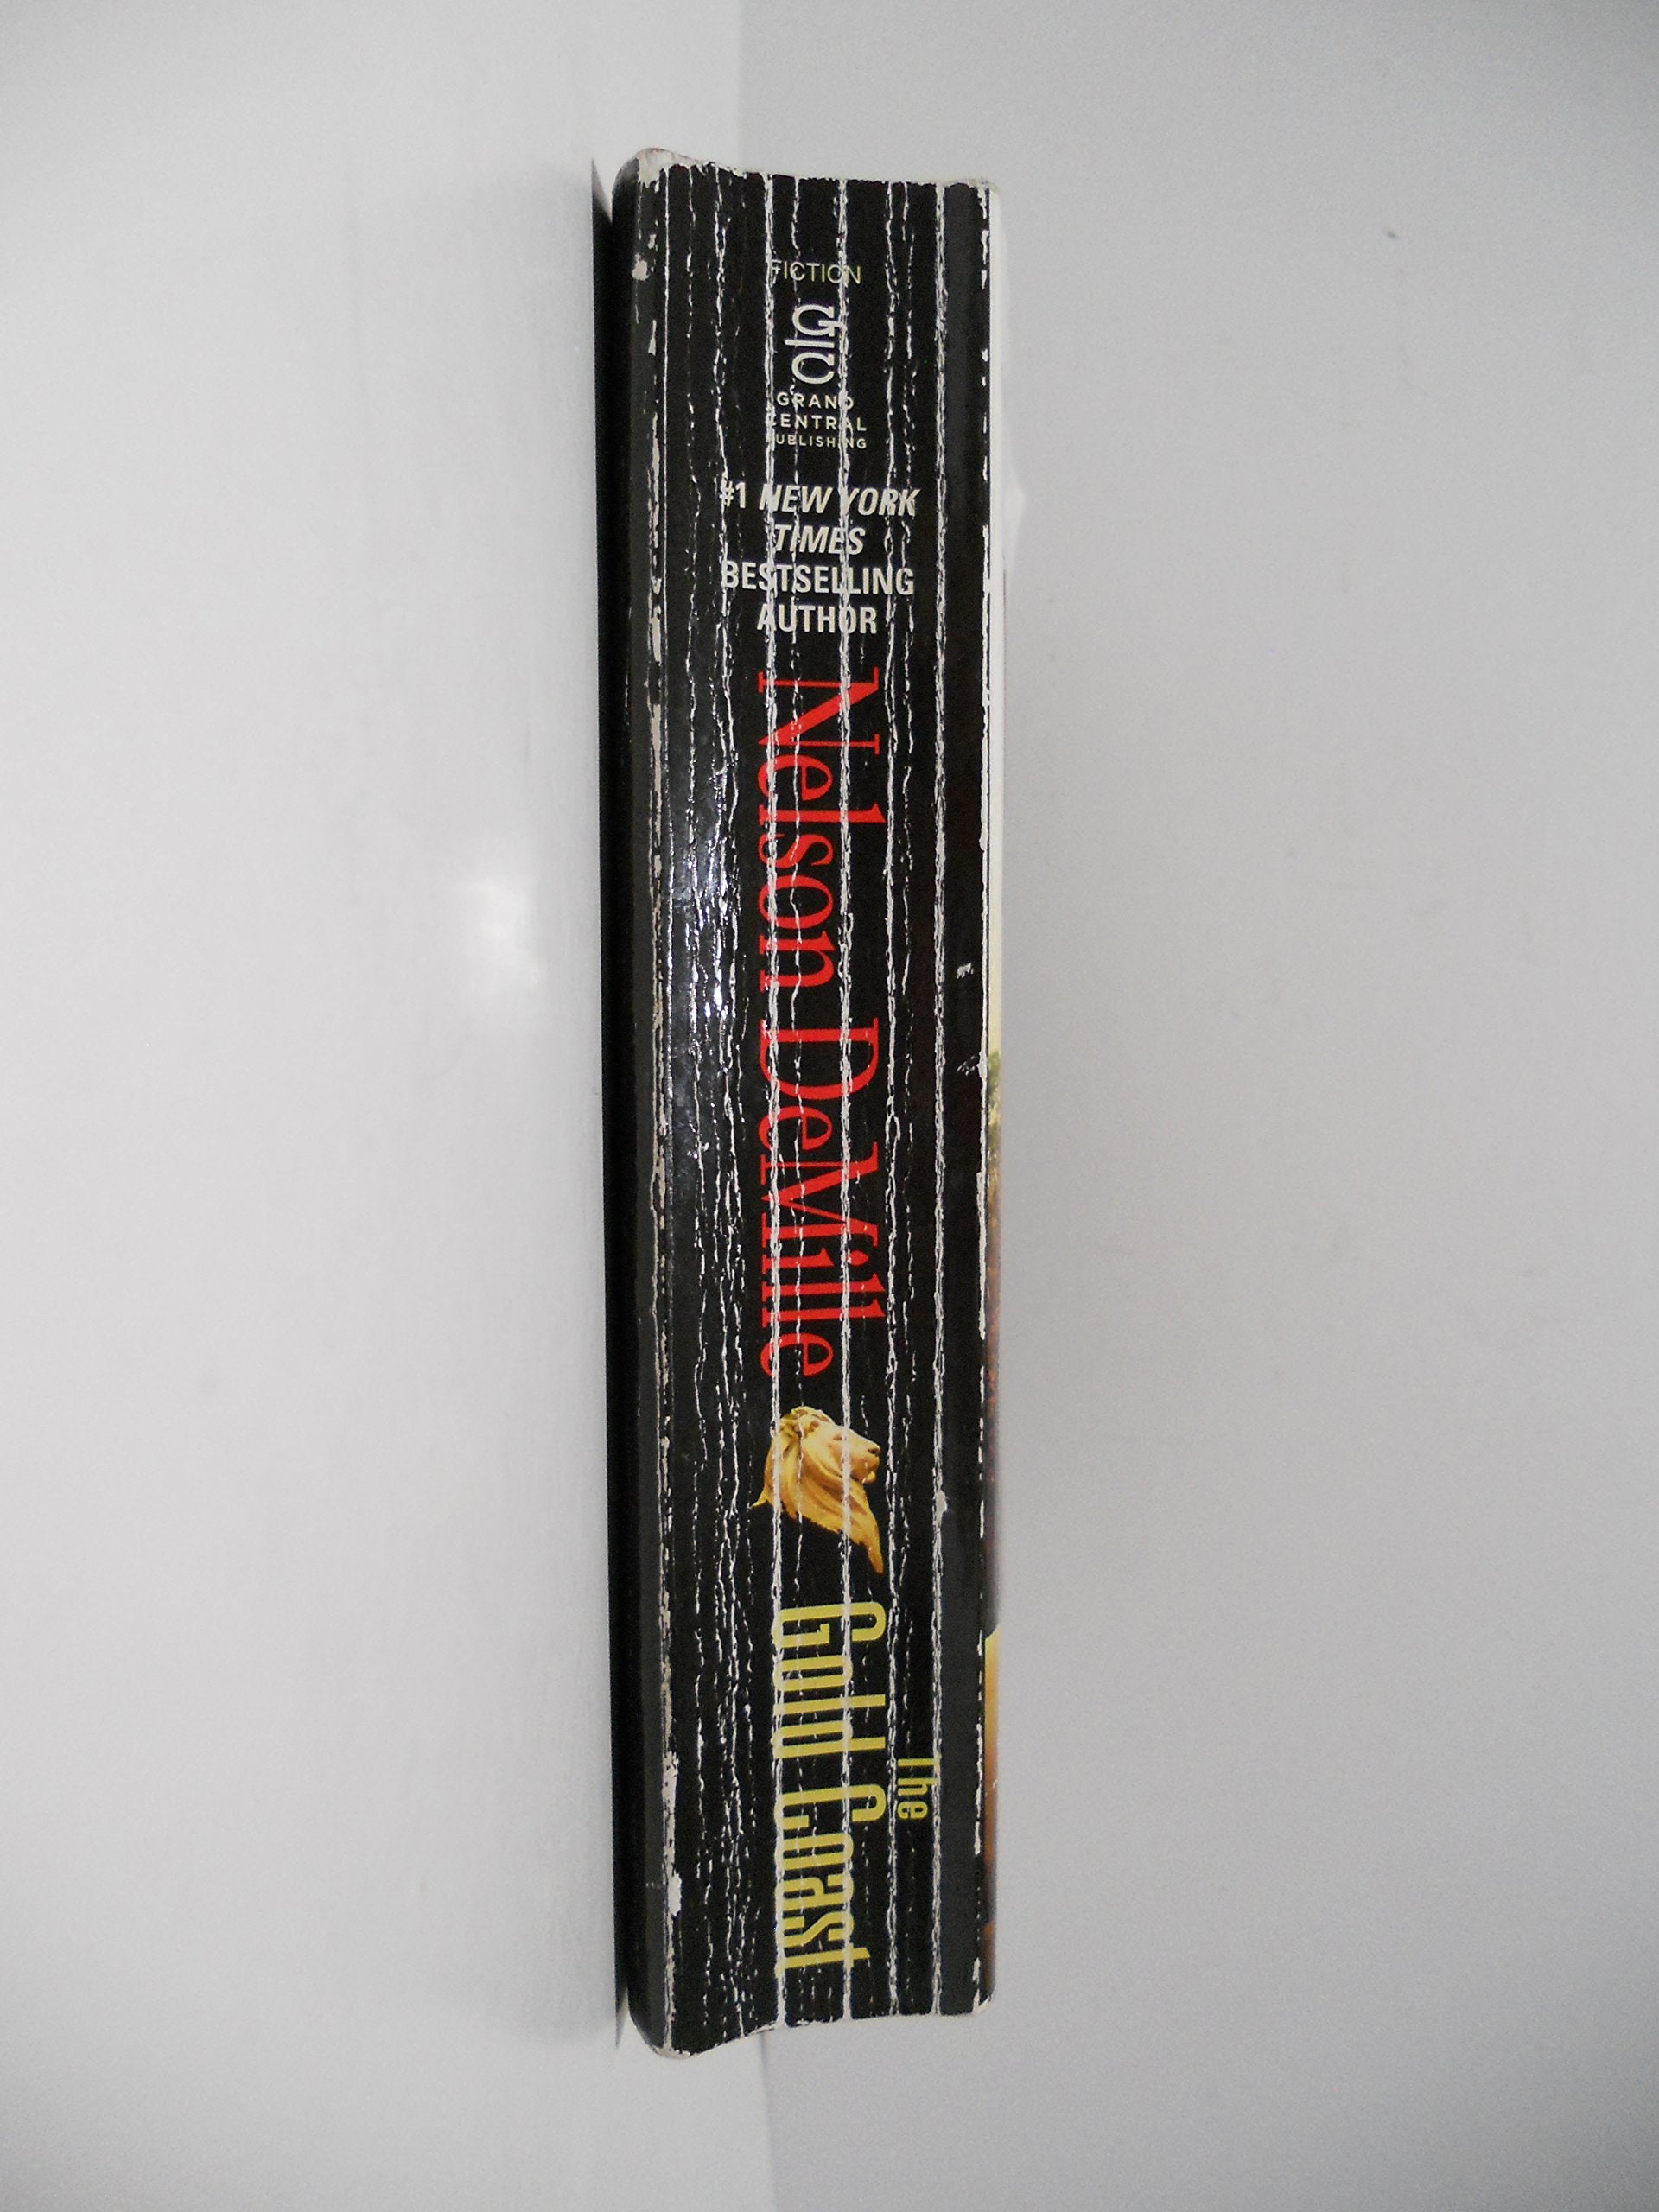 FICTION
GRAND
CENTRAL
PUBLISHING
#1 NEW YORK
TIMES
BESTSELLING
AUTHOR
Nelson DeMille
The
Gold Coast